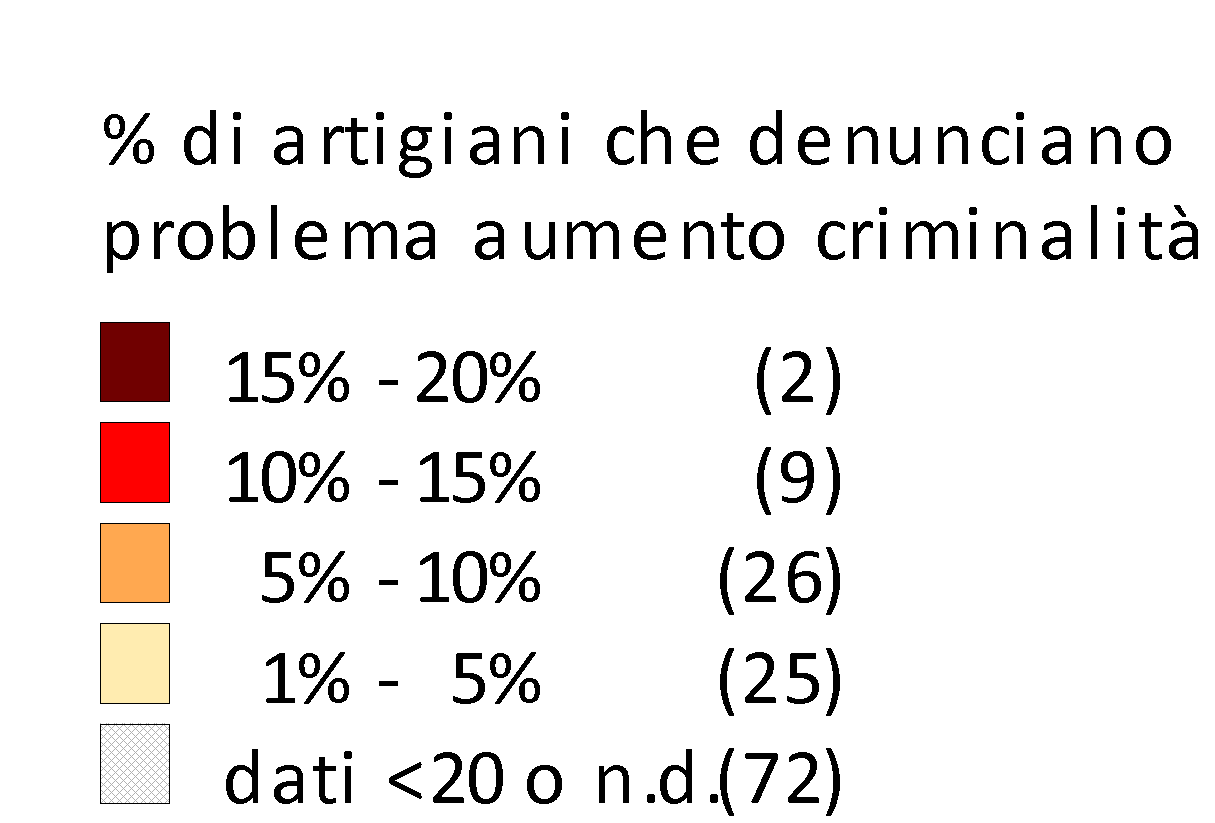 % di artigiani che denunciano
problema aumento criminalità
15% - 20% (2)
10% - 15% (9)
5% - 10% (26)
1% - 5% (25)
dati <20 o n.d.(72)